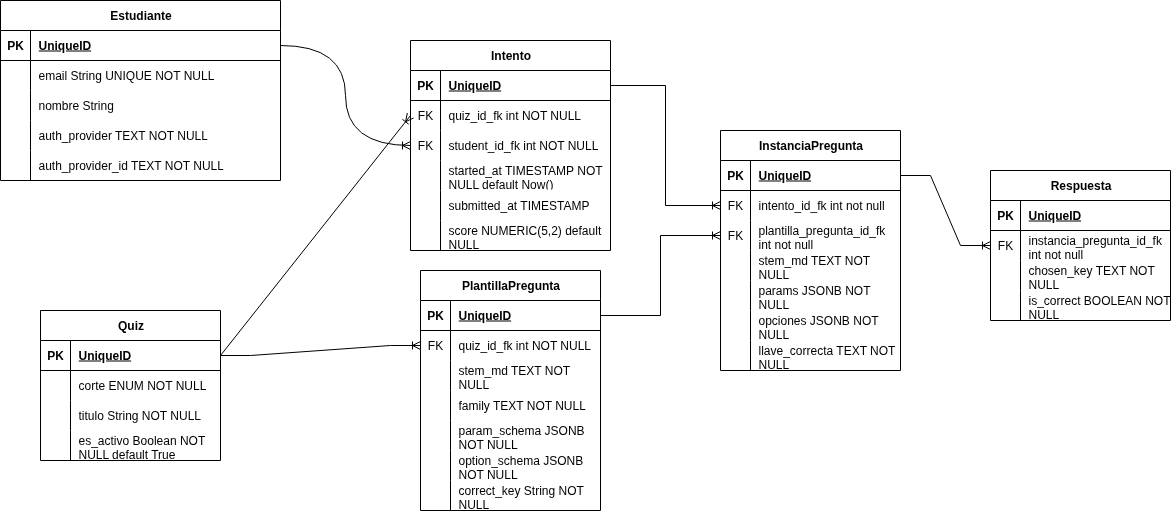 Estudiante
PK UniqueID
email String UNIQUE NOT NULL
nombre String
auth_provider TEXT NOT NULL
auth_provider_id TEXT NOT NULL
Intento
PK UniqueID
FK quiz_id_fk int NOT NULL
FK student_id_fk int NOT NULL
started_at TIMESTAMP NOT
NULL default Now()
submitted_at TIMESTAMP
score NUMERIC(5,2) default
NULL
InstanciaPregunta
PK UniqueID
FK intento_id_fk int not null
FK plantilla_pregunta_id_fk
int not null
stem_md TEXT NOT
NULL
params JSONB NOT
NULL
opciones JSONB NOT
NULL
llave_correcta TEXT NOT
NULL
Respuesta
PK UniqueID
FK instancia_pregunta_id_fk
int not null
chosen_key TEXT NOT
NULL
is_correct BOOLEAN NOT
NULL
PlantillaPregunta
PK UniqueID
FK quiz_id_fk int NOT NULL
stem_md TEXT NOT
NULL
family TEXT NOT NULL
param_schema JSONB
NOT NULL
option_schema JSONB
NOT NULL
correct_key String NOT
NULL
Quiz
PK UniqueID
corte ENUM NOT NULL
titulo String NOT NULL
es_activo Boolean NOT
NULL default True